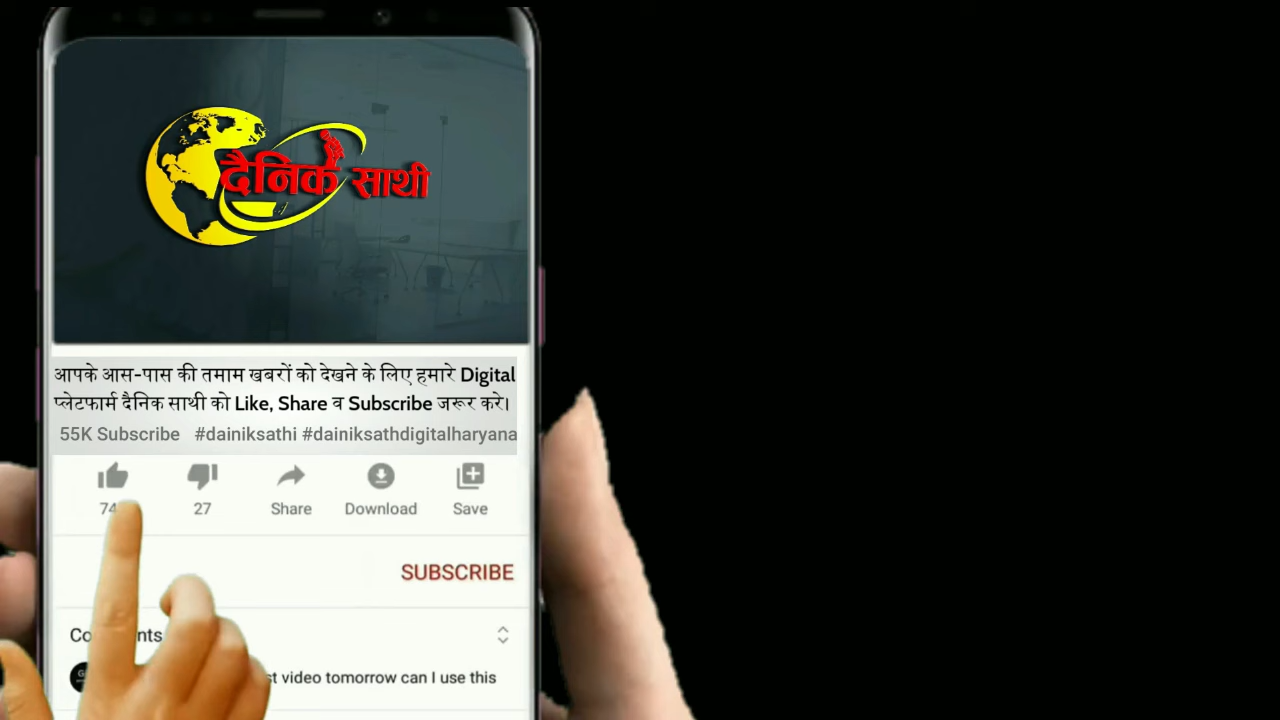 दैनिक साथी
आपके आस-पास की तमाम खबरों को देखने के लिए हमारे Digital
प्लेटफार्म दैनिक साथी को Like, Share व Subscribe जरूर करे।
55K Subscribe #dainiksathi #dainiksathdigitalharyana
27 Share Download Save
SUBSCRIBE
video tomorrow can I use this